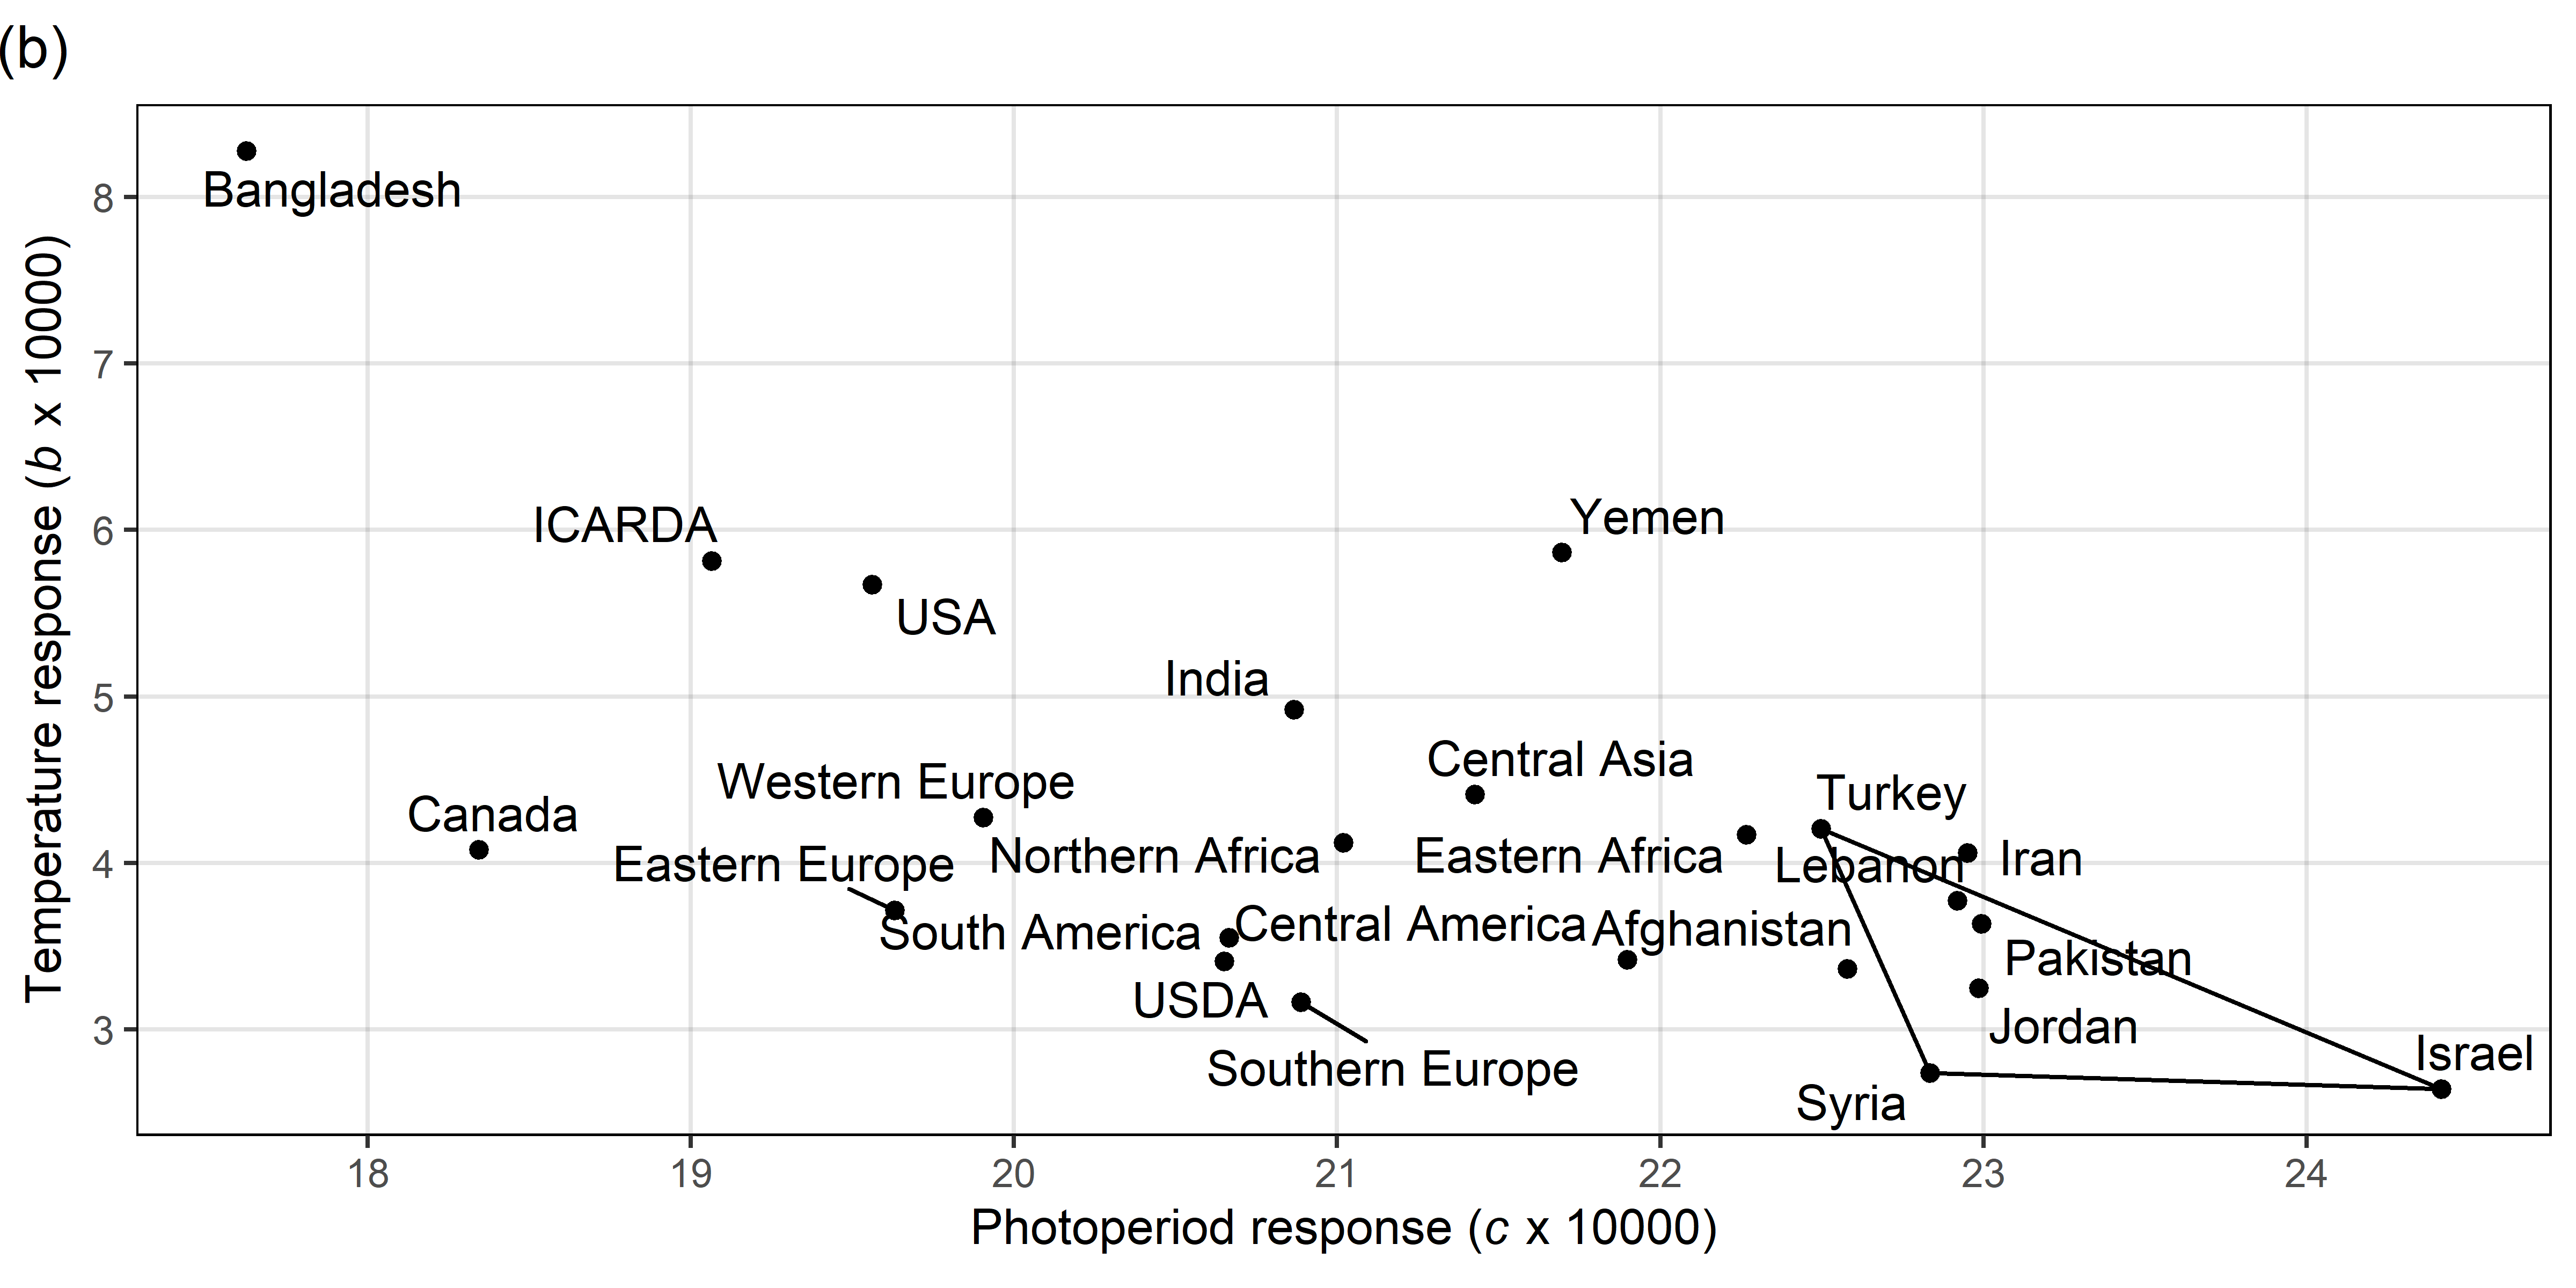 (b)
Temperature response (b x 10000)
8
7
6
5
4
3
Bangladesh
ICARDA
Yemen
USA
India
Central Asia
Western Europe
Turkey
Canada
Northern Africa
Eastern Africa
Iran
Eastern Europe
Lebanon
South America
Central America
Afghanistan
Pakistan
USDA
Jordan
Southern Europe
Israel
Syria
18 19 20 21 22 23 24
Photoperiod response (c x 10000)